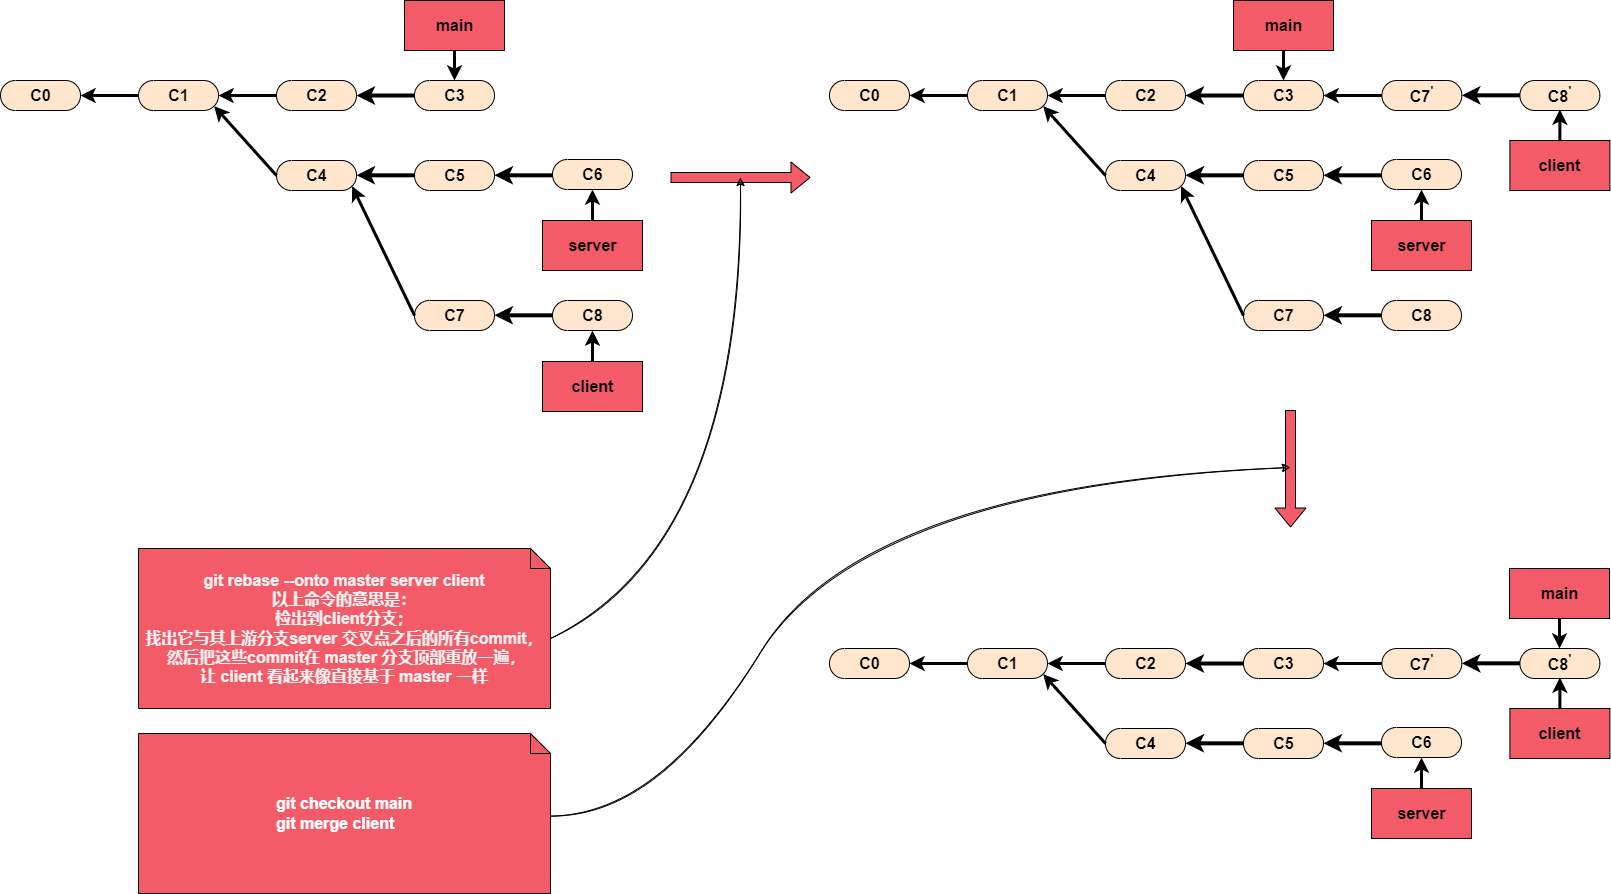 main
C0
C1
C2
C3
C4
C5
C6
server
C7
C8
client
main
C0
C1
C2
C3
C7'
C8'
client
C4
C5
C6
server
C7
C8
git rebase --onto master server client
以上命令的意思是：
检出到client分支；
找出它与其上游分支server 交叉点之后的所有commit，
然后把这些commit在 master 分支顶部重放一遍，
让 client 看起来像直接基于 master 一样
git checkout main
git merge client
main
C0
C1
C2
C3
C7'
C8'
client
C4
C5
C6
server